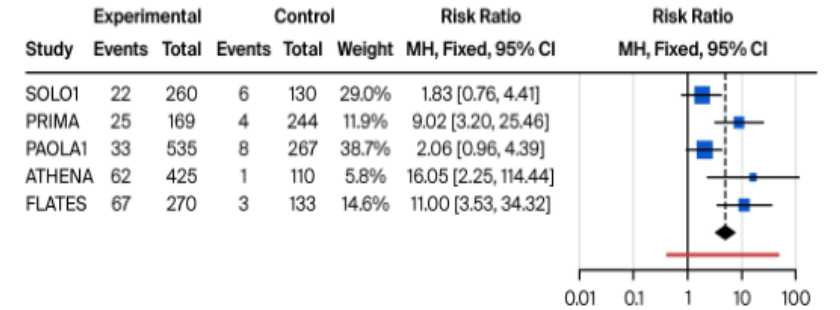 Experimental Control Risk Ratio Risk Ratio
Study Events Total Events Total Weight MH, Fixed, 95% CI MH, Fixed, 95% CI
SOLO1 22 260 6 130 29.0% 1.83 [0.76, 4.41]
PRIMA 25 169 4 244 11.9% 9.02 [3.20, 25.46]
PAOLA1 33 535 8 267 38.7% 2.06 [0.96, 4.39]
ATHENA 62 425 1 110 5.8% 16.05 [2.25, 114.44]
FLATES 67 270 3 133 14.6% 11.00 [3.53, 34.32]
0.01 0.1 1 10 100